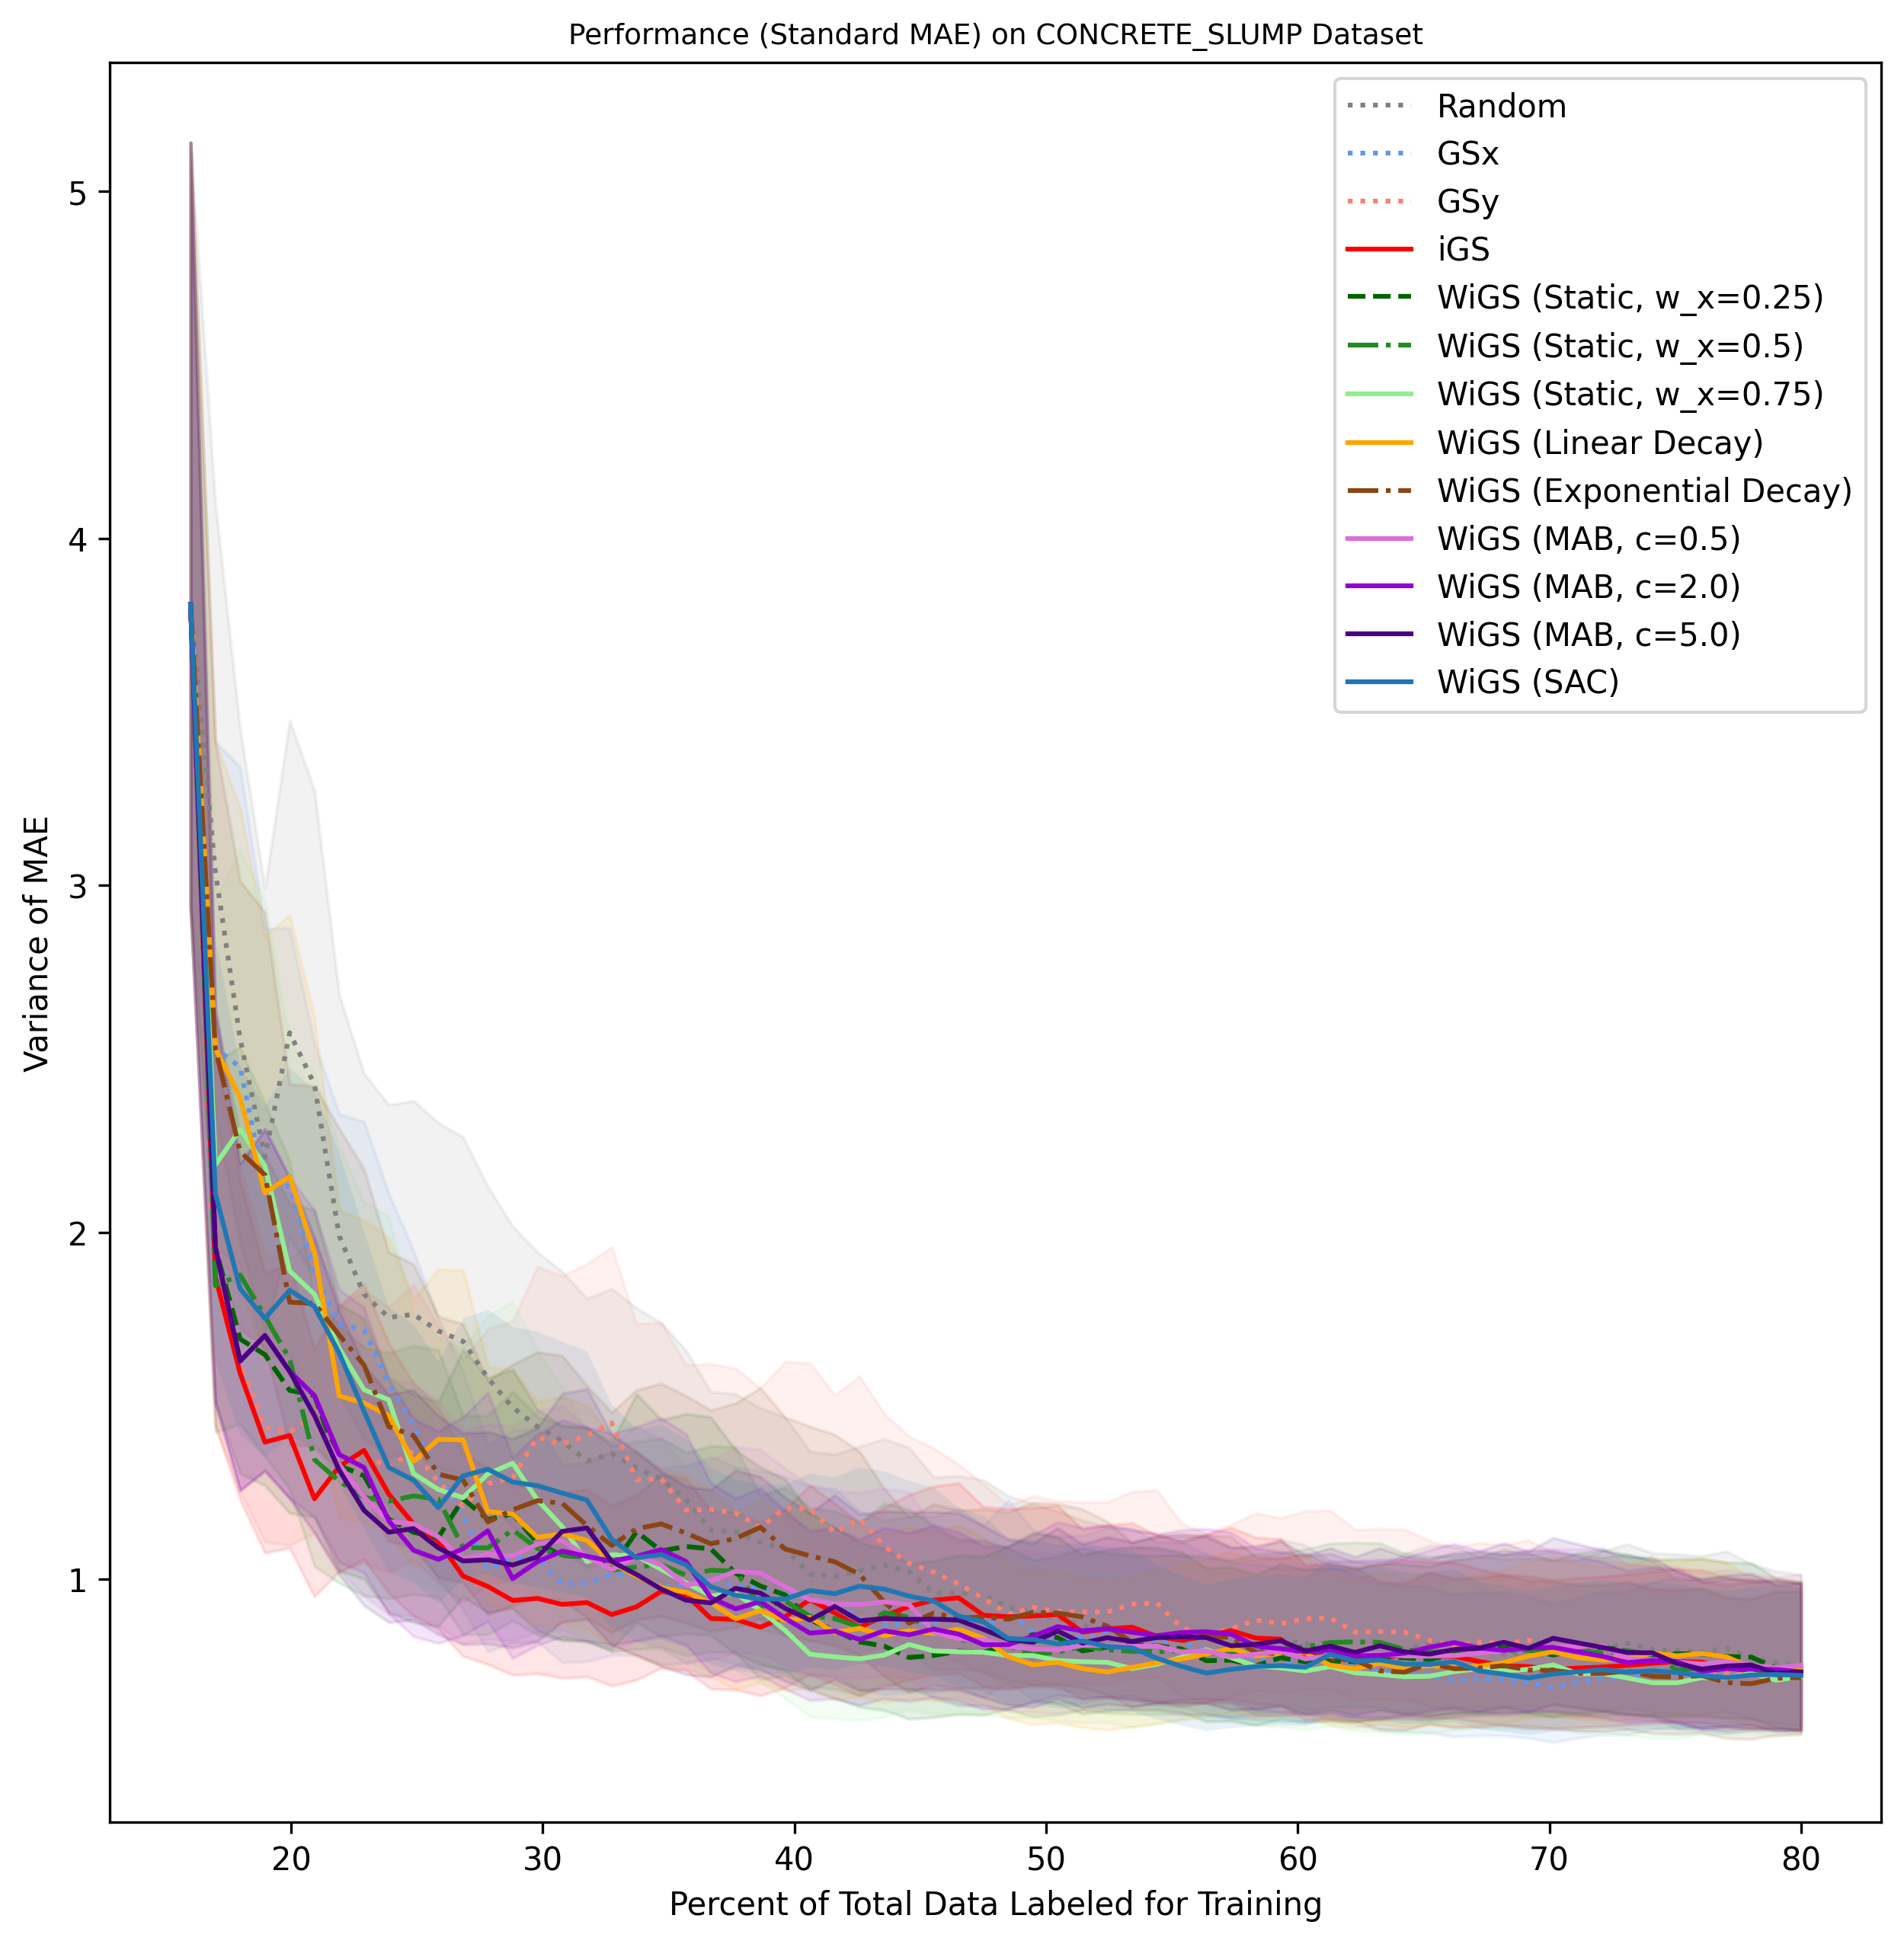 Performance (Standard MAE) on CONCRETE_SLUMP Dataset
Random
GSx
GSy
iGS
WiGS (Static, w_x=0.25)
WiGS (Static, w_x=0.5)
WiGS (Static, w_x=0.75)
WiGS (Linear Decay)
WiGS (Exponential Decay)
WiGS (MAB, c=0.5)
WiGS (MAB, c=2.0)
WiGS (MAB, c=5.0)
WiGS (SAC)
Variance of MAE
5
4
3
2
1
20 30 40 50 60 70 80
Percent of Total Data Labeled for Training